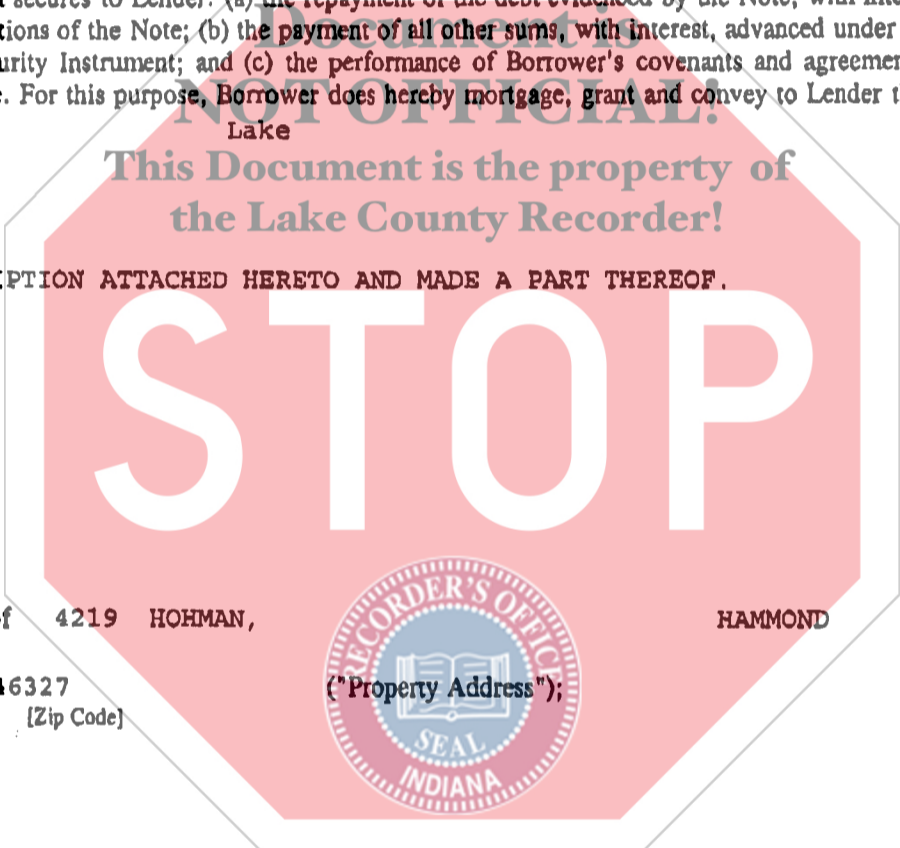 secures to Lender: (a) the repayment of the debt evidenced by the Note, with
tions of the Note; (b) the payment of all other sums, with interest, advanced under
urity Instrument; and (c) the performance of Borrower's covenants and
. For this purpose, Borrower does hereby mortgage, grant and convey to Lender
Document is
NOT OFFICIAL!
Lake
This Document is the property of
the Lake County Recorder!
PTION ATTACHED HERETO AND MADE A PART THEREOF.
STOP
f 4219 HOHMAN, HAMMOND
46327 ("Property Address");
[Zip Code]
RECORDER'S OFFICE
SEAL
INDIANA